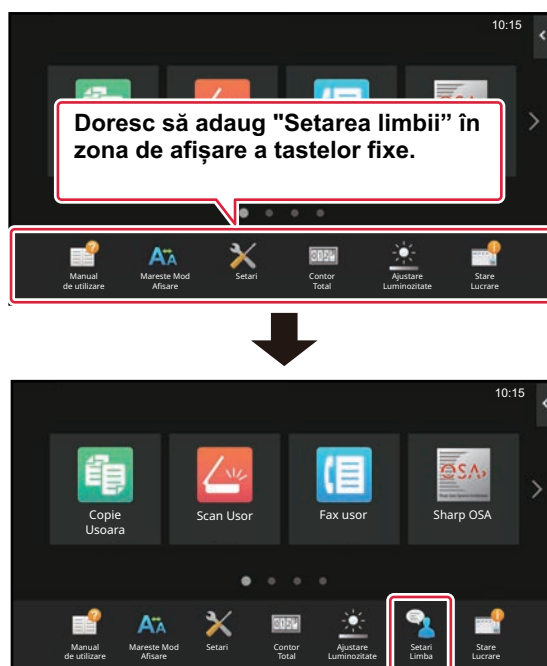 10:15
Doresc să adaug "Setarea limbii” în
zona de afișare a tastelor fixe.
Manual
de utilizare
Mareste Mod
Afisare
Setari
Contor
Total
Ajustare
Luminozitate
Stare
Lucrare
10:15
Copie
Usoara
Scan Usor
Fax usor
Sharp OSA
Manual
de utilizare
Mareste Mod
Afisare
Setari
Contor
Total
Ajustare
Luminozitate
Setari
Limba
Stare
Lucrare